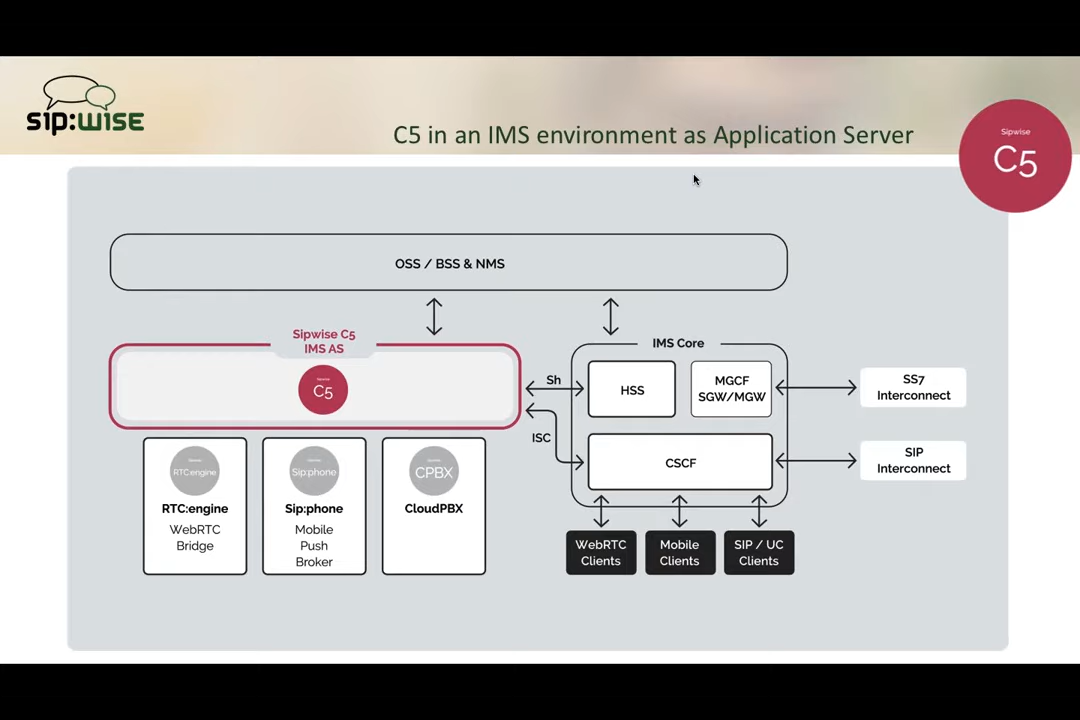 sip:wise
C5 in an IMS environment as Application Server
Sipwise
C5
OSS / BSS & NMS
Sipwise C5
IMS AS
C5
IMS Core
Sh
ISC
HSS
MGCF
SGW/MGW
CSCF
SS7
Interconnect
SIP
Interconnect
RTC:engine
RTC:engine
WebRTC
Bridge
Sip:phone
Sip:phone
Mobile
Push
Broker
CPBX
CloudPBX
WebRTC
Clients
Mobile
Clients
SIP / UC
Clients